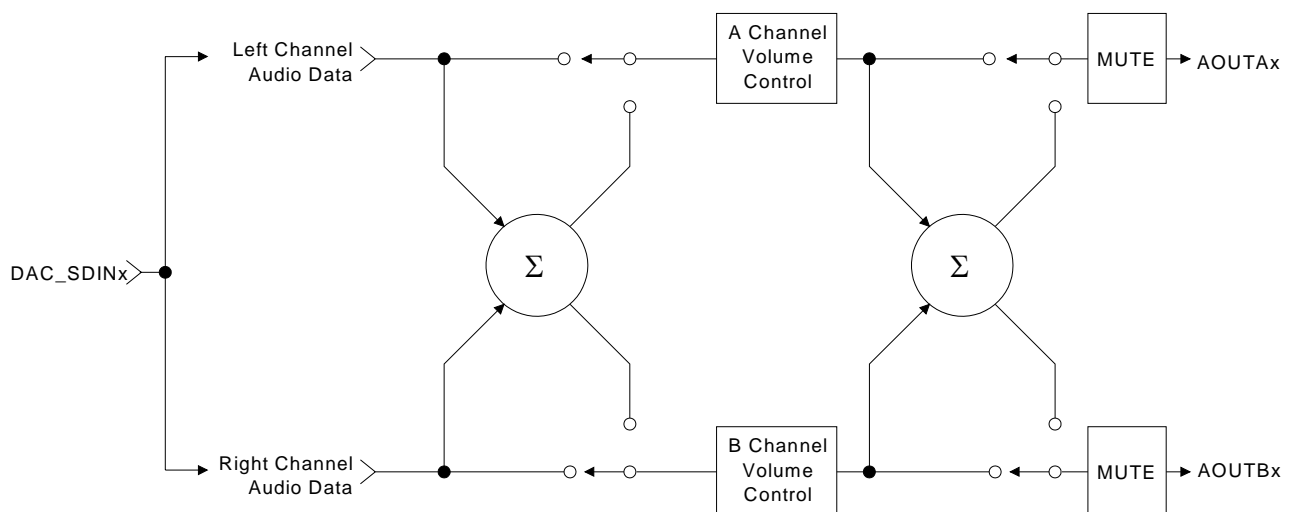 Left Channel
Audio Data
A Channel
Volume
Control
MUTE
AOUTAx
Σ
Σ
DAC_SDINx
Right Channel
Audio Data
B Channel
Volume
Control
MUTE
AOUTBx